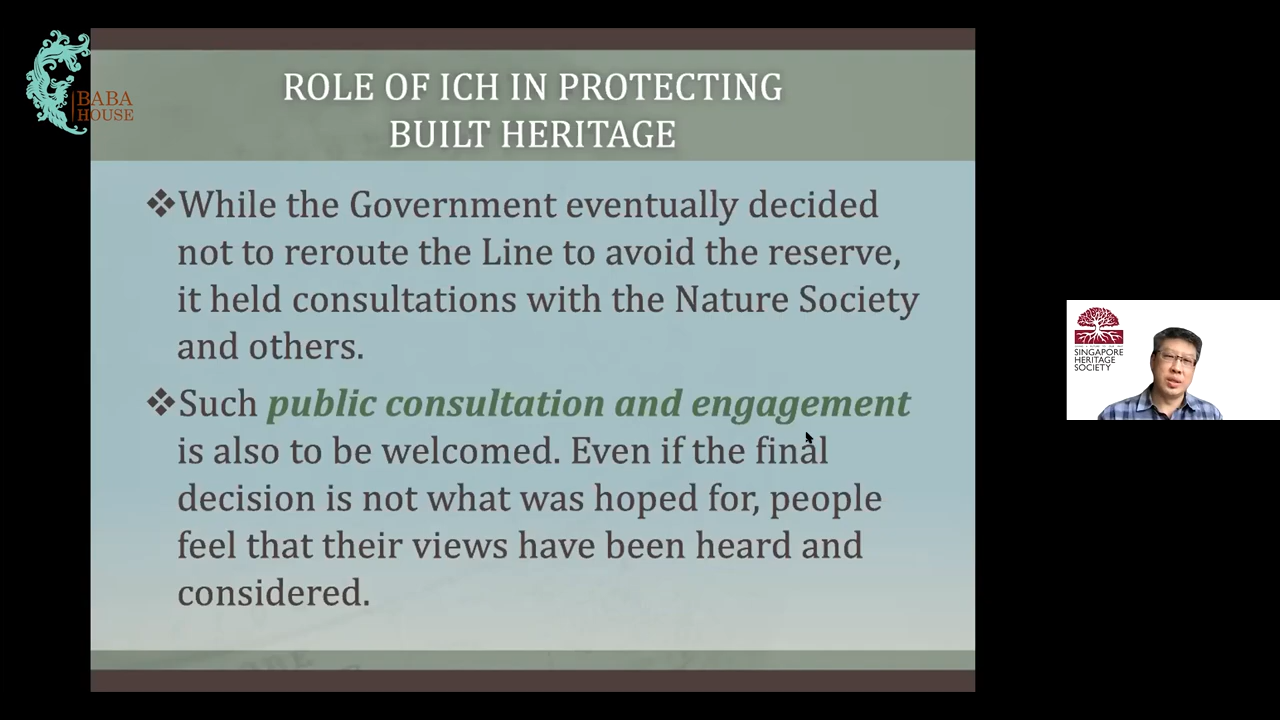 BABA
HOUSE
ROLE OF ICH IN PROTECTING
BUILT HERITAGE
❖While the Government eventually decided
not to reroute the Line to avoid the reserve,
it held consultations with the Nature Society
and others.
❖Such public consultation and engagement
is also to be welcomed. Even if the final
decision is not what was hoped for, people
feel that their views have been heard and
considered.
SINGAPORE
HERITAGE
SOCIETY